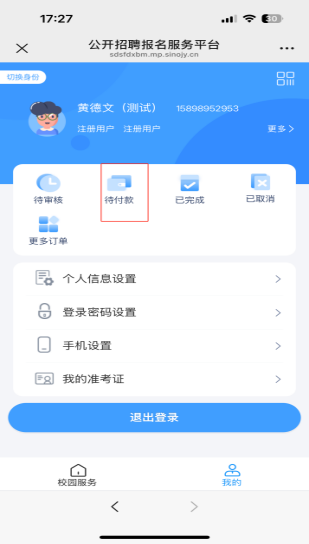 17:27
63
公开招聘报名服务平台
sdsfdxbm.mp.sinojy.cn
切换身份
黄德文（测试） 15898952953
注册用户 注册用户 更多
待审核 待付款 已完成 已取消
更多订单
个人信息设置
登录密码设置
手机设置
我的准考证
退出登录
校园服务 我的